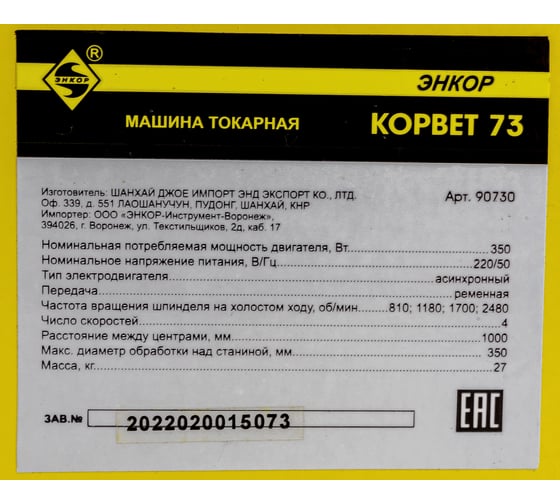 ®
ЭНКОР
ЭНКОР
МАШИНА ТОКАРНАЯ
КОРВЕТ 73
Изготовитель: ШАНХАЙ ДЖОЕ ИМПОРТ ЭНД ЭКСПОРТ КО., ЛТД.
Оф. 339, д. 551 ЛАОШАНУЧУН, ПУДОНГ, ШАНХАЙ, КНР
Импортер: ООО «ЭНКОР-Инструмент-Воронеж»,
394026, г. Воронеж, ул. Текстильщиков, 2д, каб. 17
Арт. 90730
Номинальная потребляемая мощность двигателя, Вт 350
Номинальное напряжение питания, В/Гц 220/50
Тип электродвигателя асинхронный
Передача ременная
Частота вращения шпинделя на холостом ходу, об/мин 810; 1180; 1700; 2480
Число скоростей 4
Расстояние между центрами, мм 1000
Макс. диаметр обработки над станиной, мм 350
Масса, кг 27
ЗАВ.№ 2022020015073
EAC